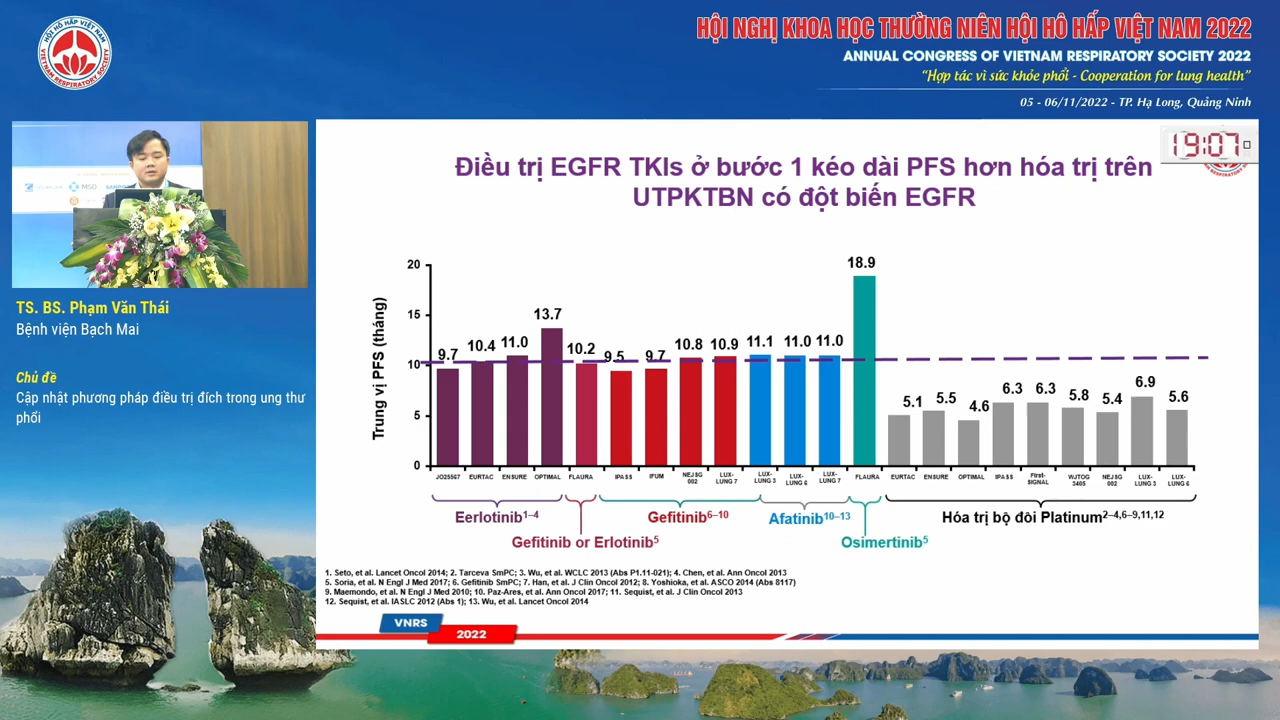 HỘI HÔ HẤP VIỆT NAM
VIETNAM RESPIRATORY SOCIETY
HỘI NGHỊ KHOA HỌC THƯỜNG NIÊN HỘI HÔ HẤP VIỆT NAM 2022
ANNUAL CONGRESS OF VIETNAM RESPIRATORY SOCIETY 2022
“Hợp tác vì sức khỏe phổi - Cooperation for lung health”
05 - 06/11/2022 - TP. Hạ Long, Quảng Ninh
MSD
TS. BS. Phạm Văn Thái
Bệnh viện Bạch Mai
Chủ đề
Cập nhật phương pháp điều trị đích trong ung thư
phổi
19:07
Điều trị EGFR TKIs ở bước 1 kéo dài PFS hơn hóa trị trên
UTPKTBN có đột biến EGFR
Trung vị PFS (tháng)
20
15
10
5
0
9.7 10.4 11.0 13.7 10.2 9.5 9.7 10.8 10.9 11.1 11.0 11.0 18.9 5.1 5.5 4.6 6.3 6.3 5.8 5.4 6.9 5.6
JO25567 EURTAC ENSURE OPTIMAL FLAURA IPASS IFUM NEJSG 002 LUX-LUNG 7 LUX-LUNG 3 LUX-LUNG 6 LUX-LUNG 7 FLAURA EURTAC ENSURE OPTIMAL IPASS First-SIGNAL WJTOG 3405 NEJSG 002 LUX-LUNG 3 LUX-LUNG 6
Eerlotinib1–4 Gefitinib6–10 Afatinib10–13 Hóa trị bộ đôi Platinum2–4,6–9,11,12
Gefitinib or Erlotinib5 Osimertinib5
1. Seto, et al. Lancet Oncol 2014; 2. Tarceva SmPC; 3. Wu, et al. WCLC 2013 (Abs P1.11-021); 4. Chen, et al. Ann Oncol 2013
5. Soria, et al. N Engl J Med 2017; 6. Gefitinib SmPC; 7. Han, et al. J Clin Oncol 2012; 8. Yoshioka, et al. ASCO 2014 (Abs 8117)
9. Maemondo, et al. N Engl J Med 2010; 10. Paz-Ares, et al. Ann Oncol 2017; 11. Sequist, et al. J Clin Oncol 2013
12. Sequist, et al. IASLC 2012 (Abs 1); 13. Wu, et al. Lancet Oncol 2014
VNRS
2022